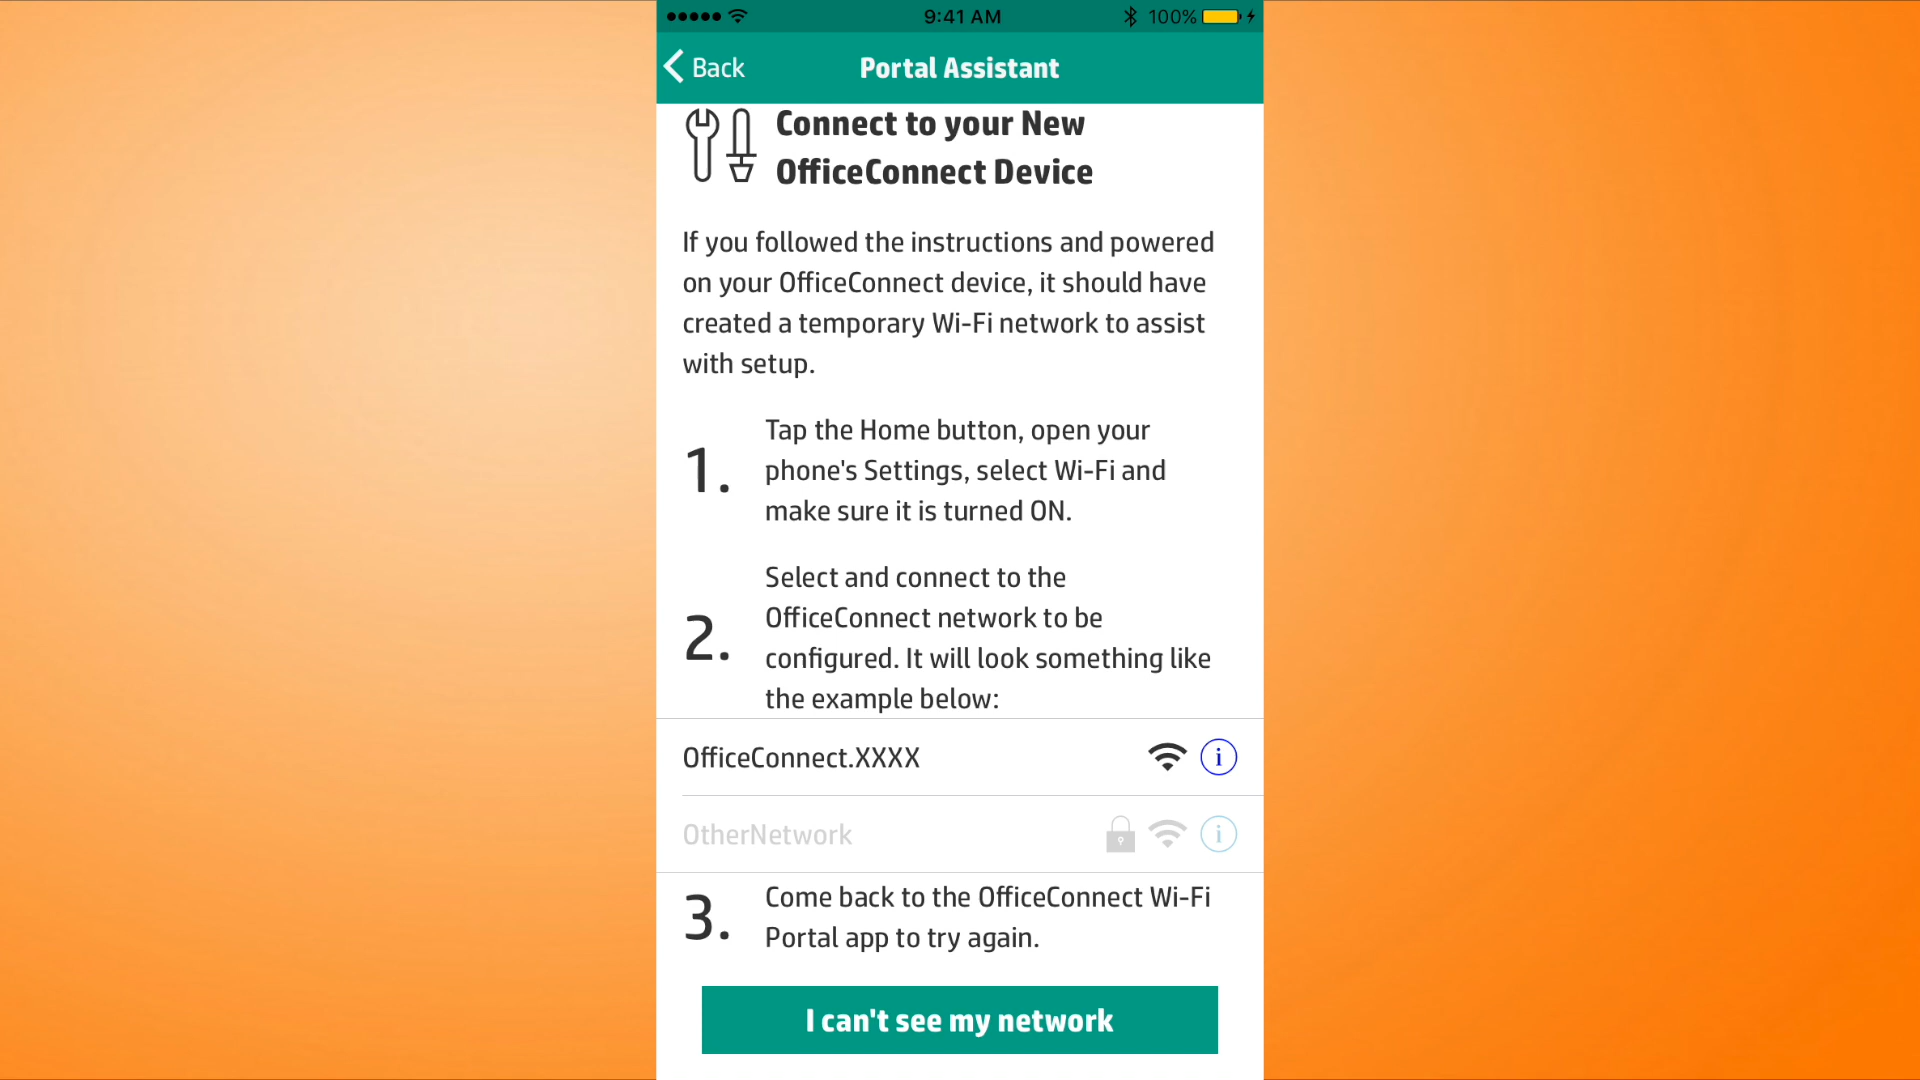 9:41 AM
100%
Back
Portal Assistant
Connect to your New
OfficeConnect Device
If you followed the instructions and powered
on your OfficeConnect device, it should have
created a temporary Wi-Fi network to assist
with setup.
1.
Tap the Home button, open your
phone's Settings, select Wi-Fi and
make sure it is turned ON.
2.
Select and connect to the
OfficeConnect network to be
configured. It will look something like
the example below:
OfficeConnect.XXXX
i
OtherNetwork
i
3.
Come back to the OfficeConnect Wi-Fi
Portal app to try again.
I can't see my network